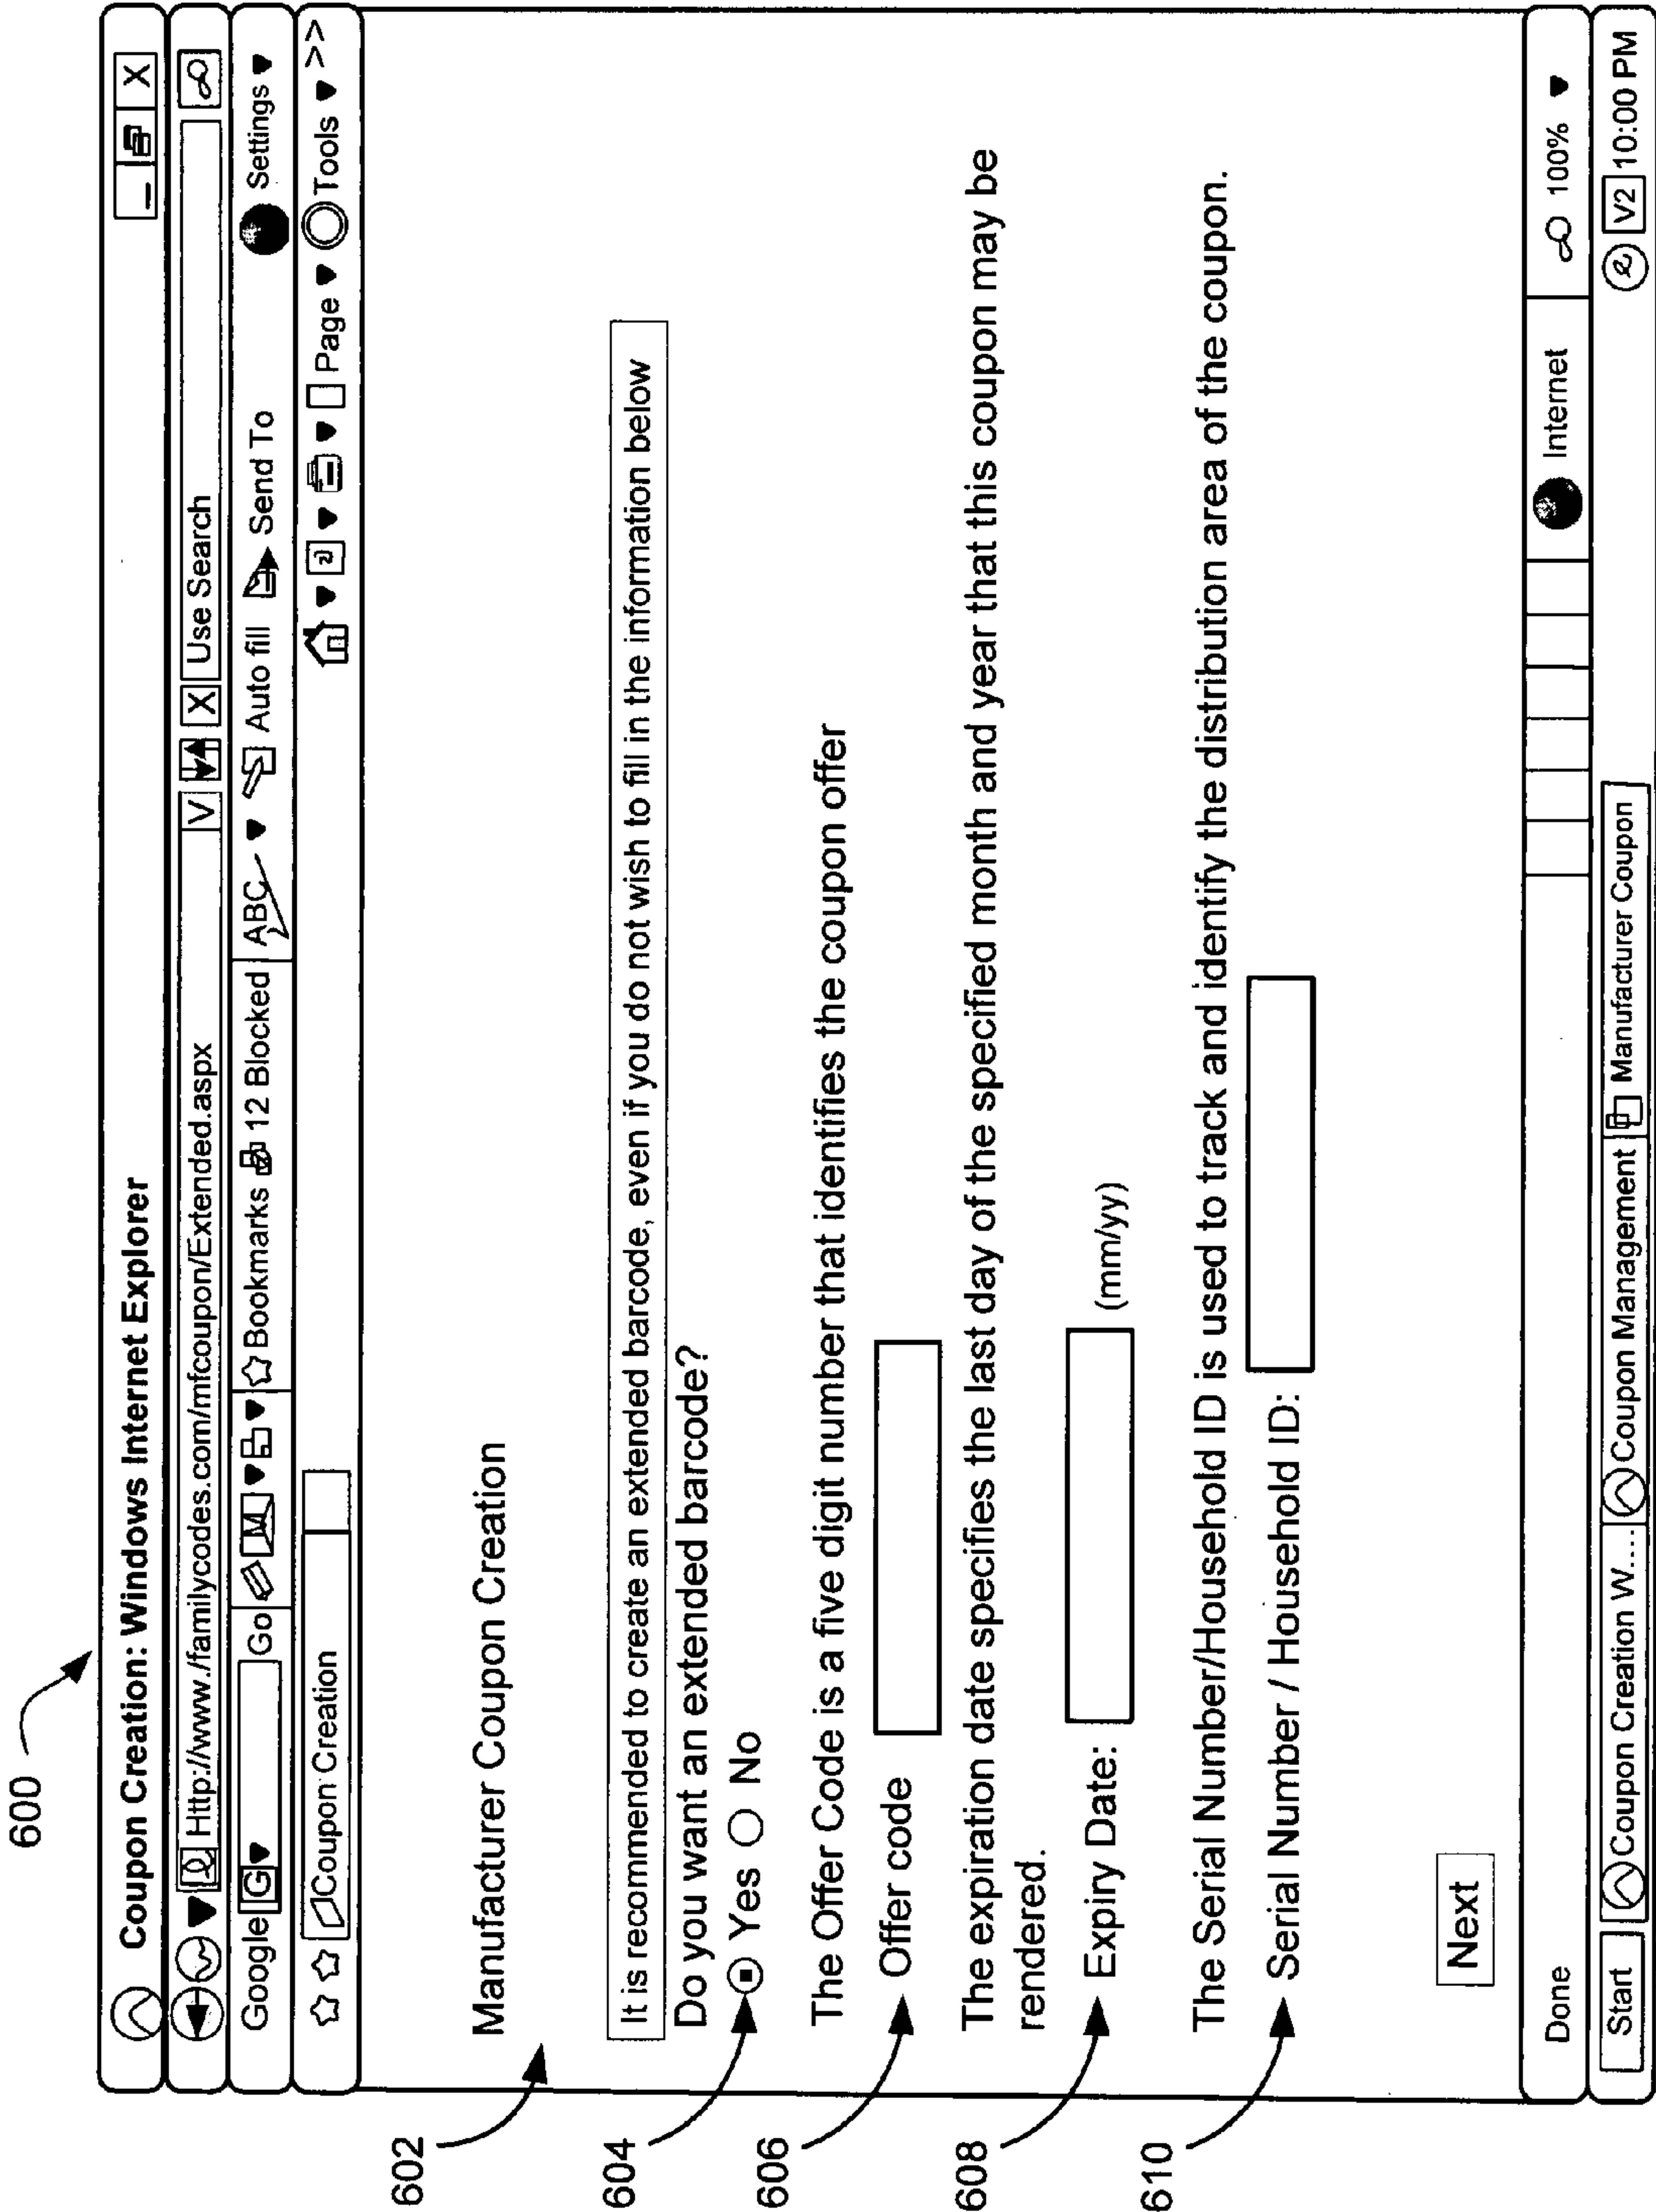 600
Coupon Creation: Windows Internet Explorer
_ X
Http://www./familycodes.com/mfcoupon/Extended.aspx V X Use Search
Google G Go M Bookmarks 12 Blocked ABC Auto fill Send To Settings
Coupon Creation Page Tools >>
602
Manufacturer Coupon Creation
It is recommended to create an extended barcode, even if you do not wish to fill in the information below
Do you want an extended barcode?
604
Yes No
The Offer Code is a five digit number that identifies the coupon offer
606
Offer code
The expiration date specifies the last day of the specified month and year that this coupon may be
rendered.
608
Expiry Date: (mm/yy)
The Serial Number/Household ID is used to track and identify the distribution area of the coupon.
610
Serial Number / Household ID:
Next
Done Internet 100%
Start Coupon Creation W.... Coupon Management Manufacturer Coupon V2 10:00 PM